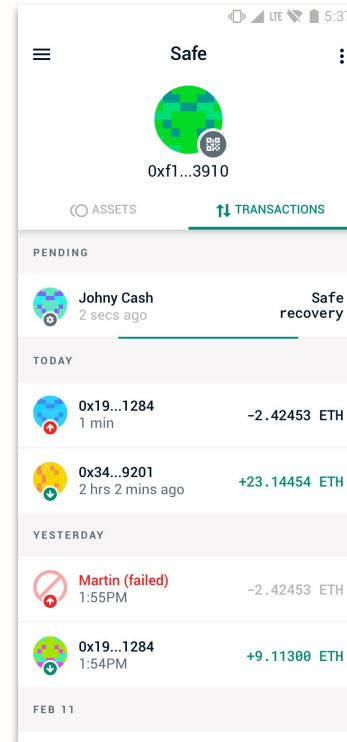 LTE 5:37
Safe
0xf1...3910
ASSETS
TRANSACTIONS
PENDING
Johny Cash
2 secs ago
Safe
recovery
TODAY
0x19...1284
1 min
-2.42453 ETH
0x34...9201
2 hrs 2 mins ago
+23.14454 ETH
YESTERDAY
Martin (failed)
1:55PM
-2.42453 ETH
0x19...1284
1:54PM
+9.11300 ETH
FEB 11